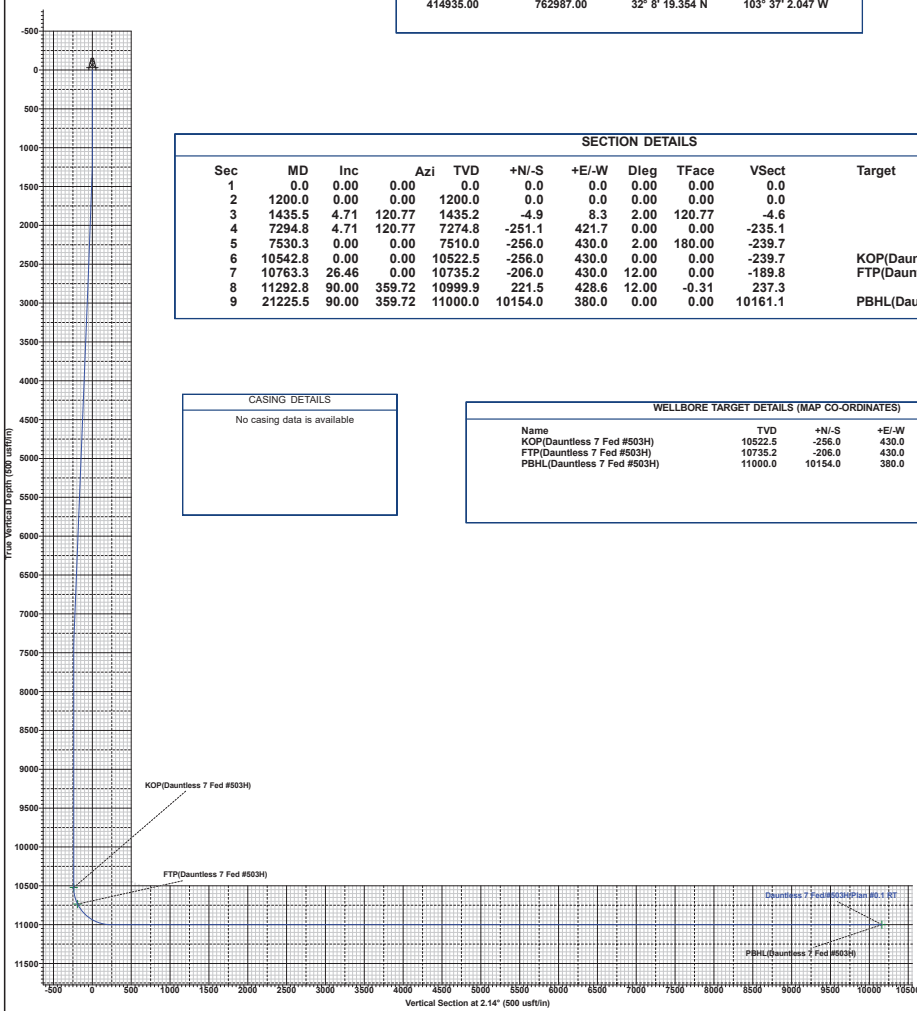 414935.00 762987.00 32° 8' 19.354 N 103° 37' 2.047 W
SECTION DETAILS
Sec MD Inc Azi TVD +N/-S +E/-W Dleg TFace VSect Target
1 0.0 0.00 0.00 0.0 0.0 0.0 0.00 0.00 0.0
2 1200.0 0.00 0.00 1200.0 0.0 0.0 0.00 0.00 0.0
3 1435.5 4.71 120.77 1435.2 -4.9 8.3 2.00 120.77 -4.6
4 7294.8 4.71 120.77 7274.8 -251.1 421.7 0.00 0.00 -235.1
5 7530.3 0.00 0.00 7510.0 -256.0 430.0 2.00 180.00 -239.7
6 10542.8 0.00 0.00 10522.5 -256.0 430.0 0.00 0.00 -239.7 KOP(Daun
7 10763.3 26.46 0.00 10735.2 -206.0 430.0 12.00 0.00 -189.8 FTP(Daun
8 11292.8 90.00 359.72 10999.9 221.5 428.6 12.00 -0.31 237.3
9 21225.5 90.00 359.72 11000.0 10154.0 380.0 0.00 0.00 10161.1 PBHL(Dau
CASING DETAILS
No casing data is available
WELLBORE TARGET DETAILS (MAP CO-ORDINATES)
Name TVD +N/-S +E/-W
KOP(Dauntless 7 Fed #503H) 10522.5 -256.0 430.0
FTP(Dauntless 7 Fed #503H) 10735.2 -206.0 430.0
PBHL(Dauntless 7 Fed #503H) 11000.0 10154.0 380.0
True Vertical Depth (500 usft/in)
-500
0
500
1000
1500
2000
2500
3000
3500
4000
4500
5000
5500
6000
6500
7000
7500
8000
8500
9000
9500
10000
10500
11000
11500
KOP(Dauntless 7 Fed #503H)
FTP(Dauntless 7 Fed #503H)
Dauntless 7 Fed/#503H/Plan #0.1 RT
PBHL(Dauntless 7 Fed #503H)
-500 0 500 1000 1500 2000 2500 3000 3500 4000 4500 5000 5500 6000 6500 7000 7500 8000 8500 9000 9500 10000 10500
Vertical Section at 2.14° (500 usft/in)